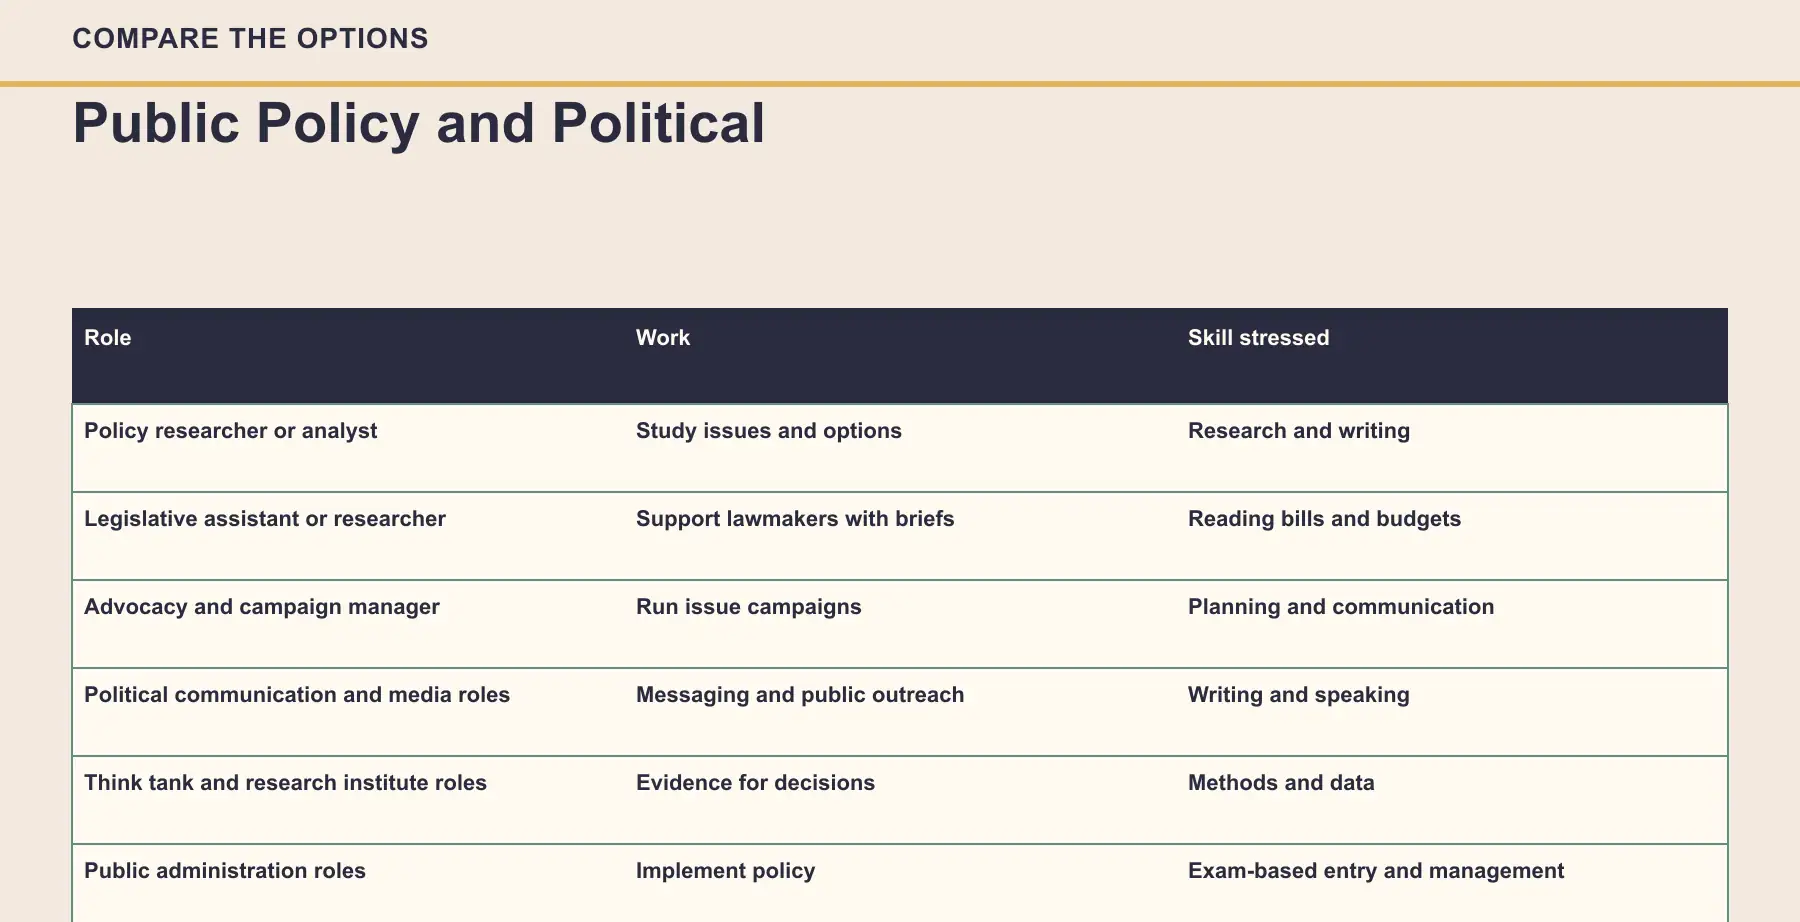 COMPARE THE OPTIONS
Public Policy and Political
Role Work Skill stressed
Policy researcher or analyst Study issues and options Research and writing
Legislative assistant or researcher Support lawmakers with briefs Reading bills and budgets
Advocacy and campaign manager Run issue campaigns Planning and communication
Political communication and media roles Messaging and public outreach Writing and speaking
Think tank and research institute roles Evidence for decisions Methods and data
Public administration roles Implement policy Exam-based entry and management